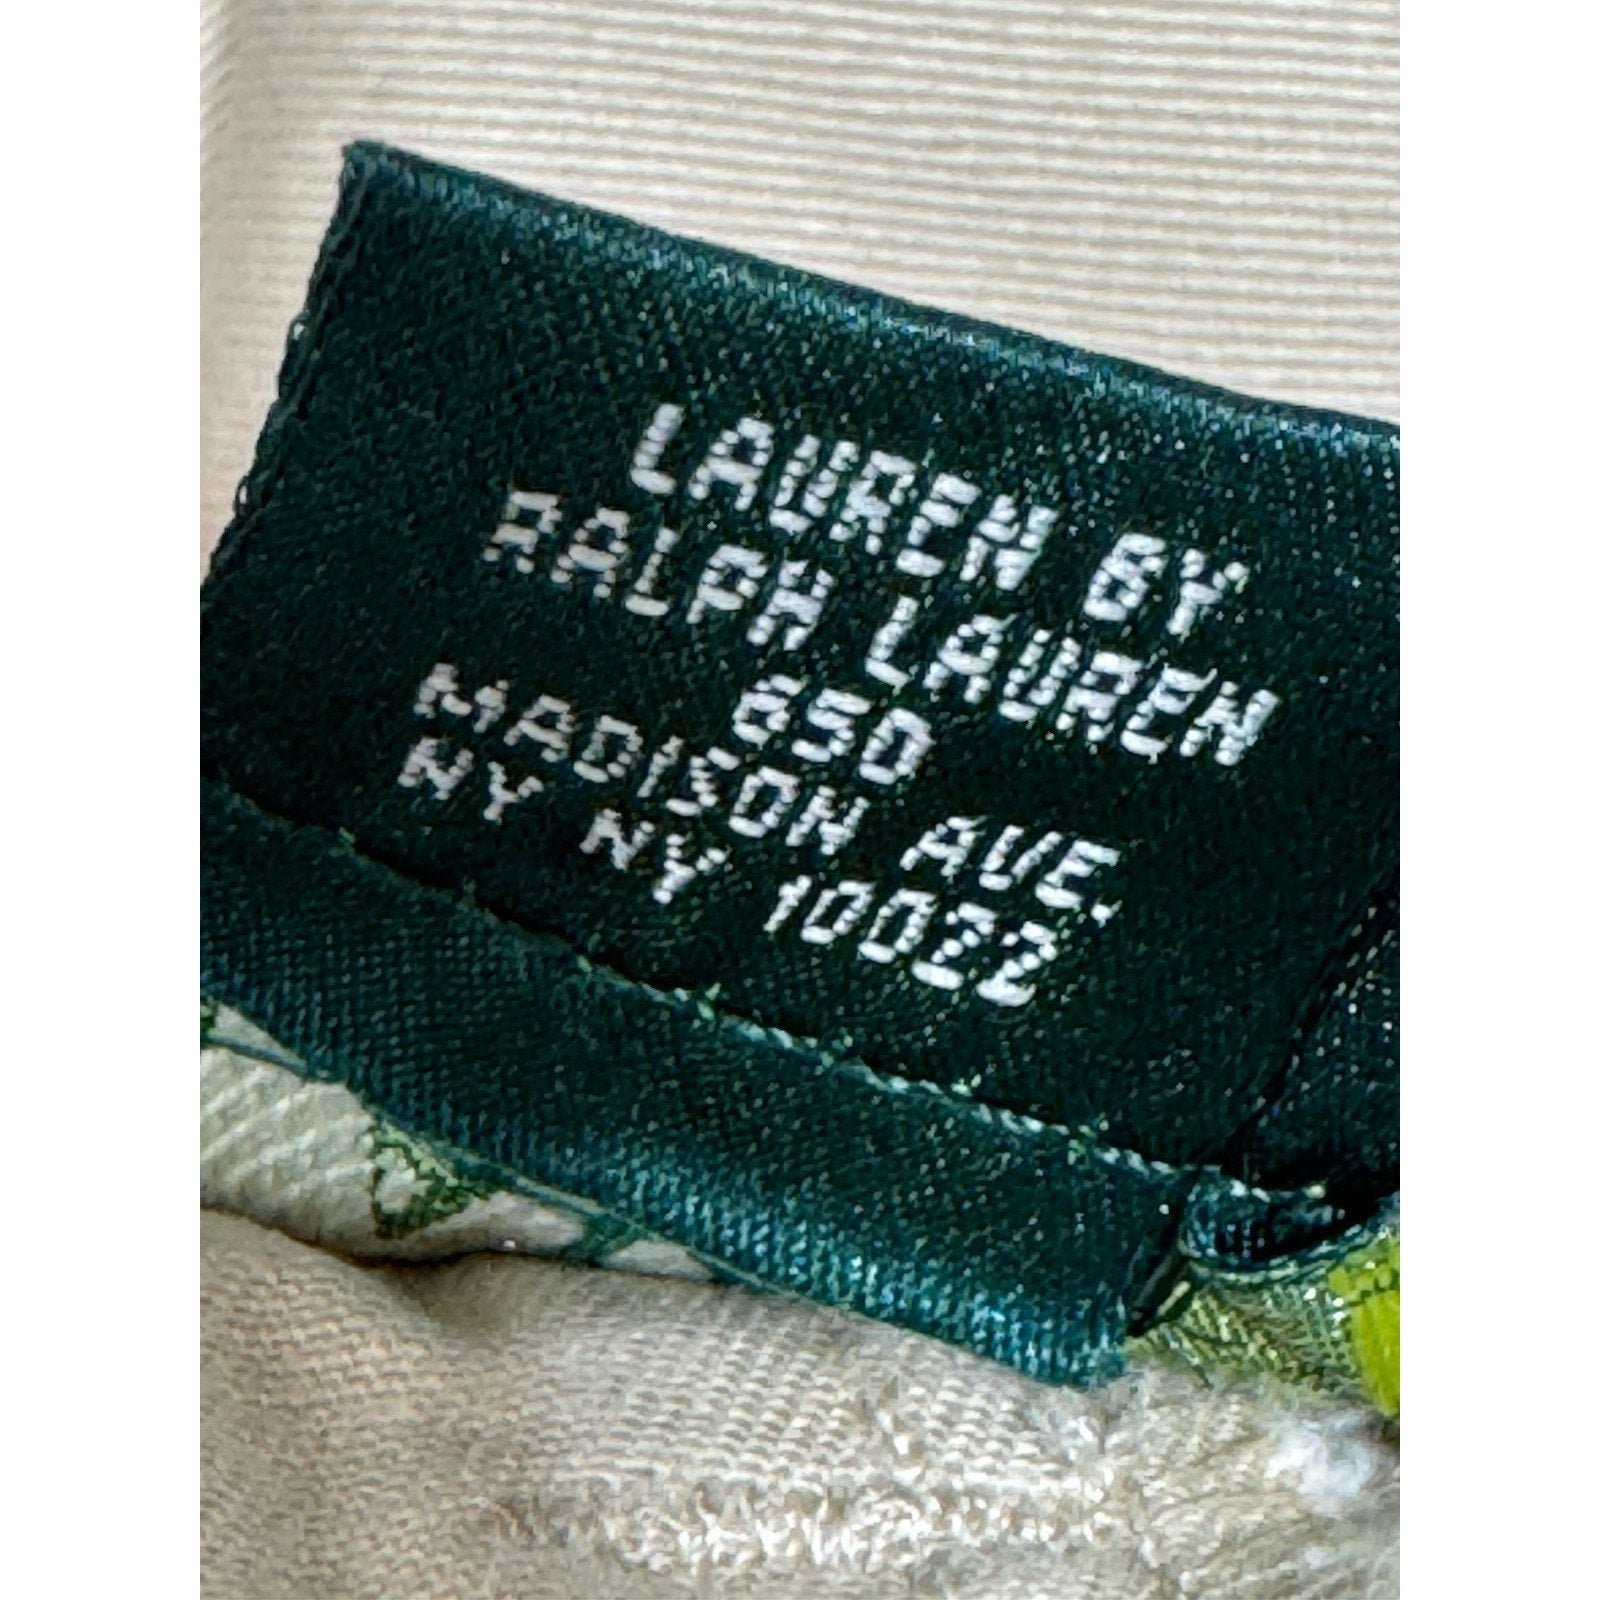 LAUREN BY
RALPH LAUREN
650
MADISON AVE.
NY NY 10022